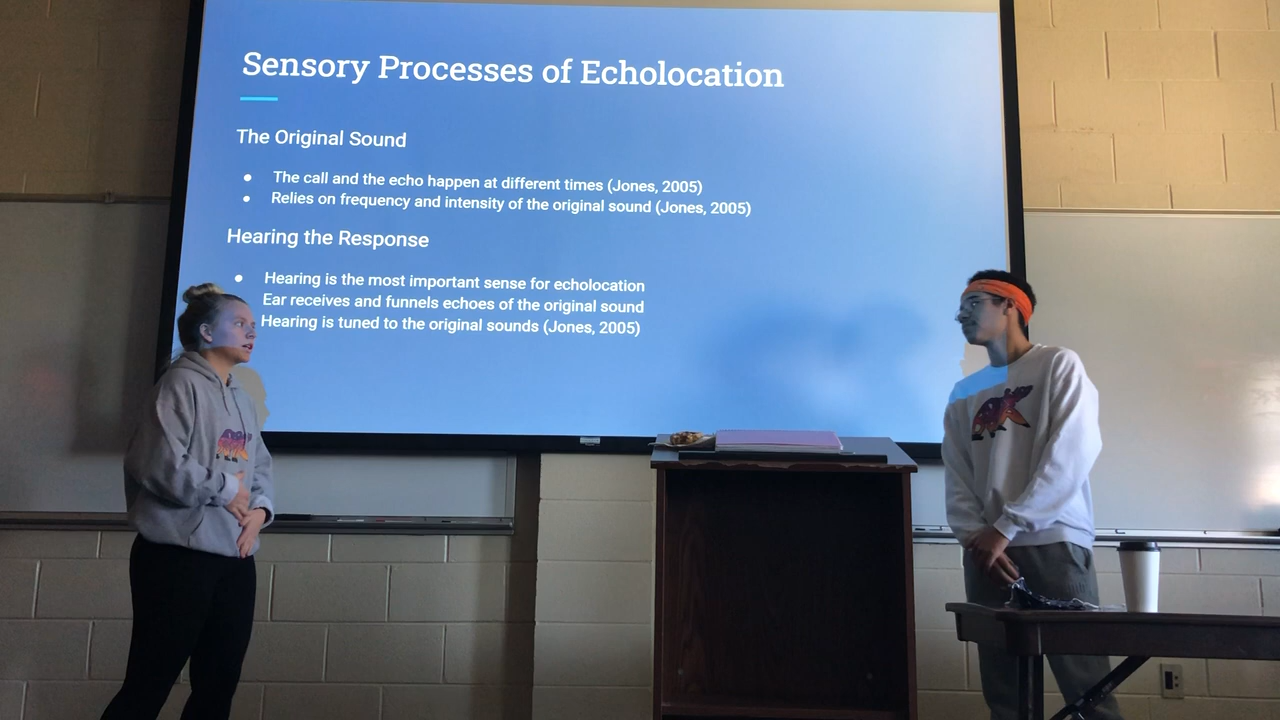 Sensory Processes of Echolocation
The Original Sound
● The call and the echo happen at different times (Jones, 2005)
● Relies on frequency and intensity of the original sound (Jones, 2005)
Hearing the Response
● Hearing is the most important sense for echolocation
Ear receives and funnels echoes of the original sound
Hearing is tuned to the original sounds (Jones, 2005)